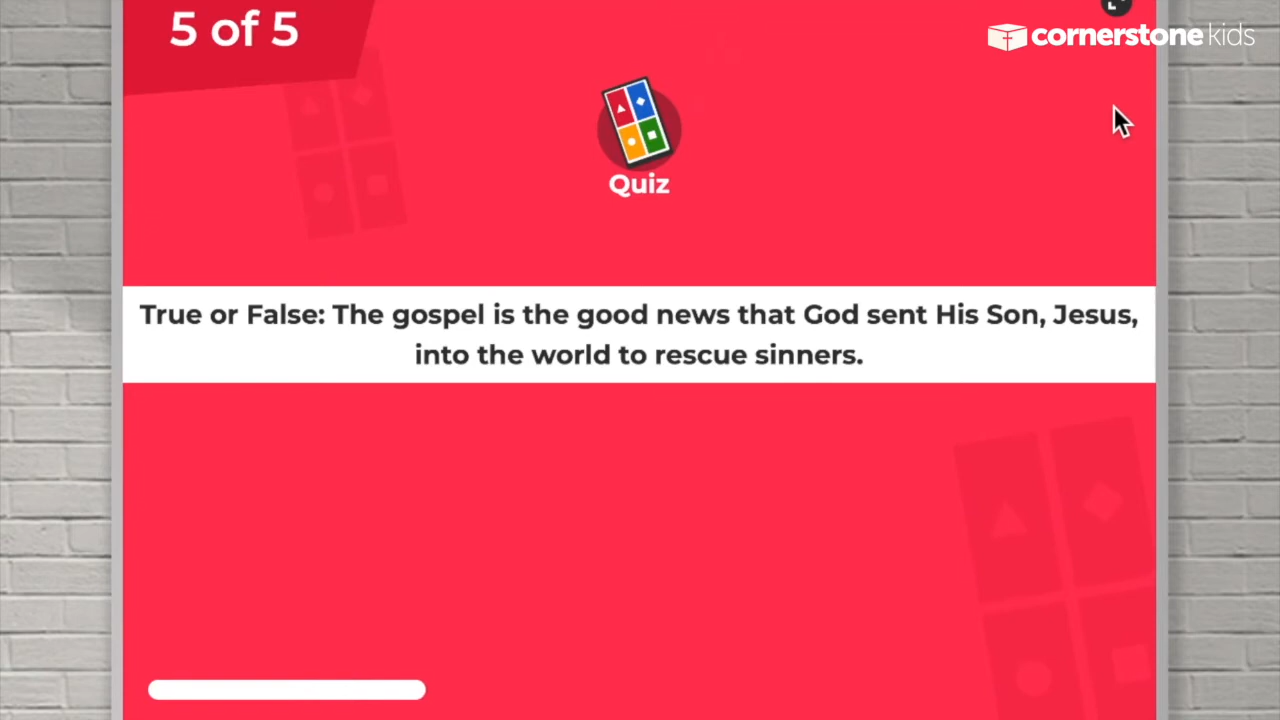 5 of 5
cornerstone kids
Quiz
True or False: The gospel is the good news that God sent His Son, Jesus,
into the world to rescue sinners.